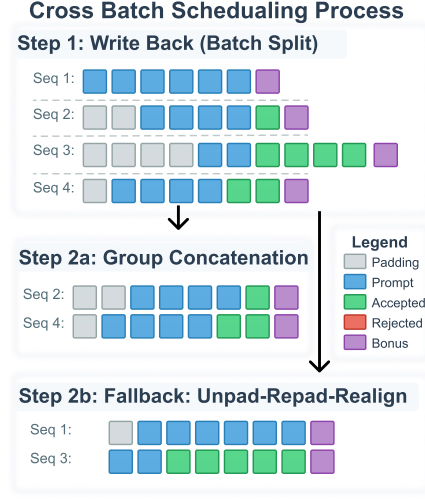 Cross Batch Schedualing Process
Step 1: Write Back (Batch Split)
Seq 1:
Seq 2:
Seq 3:
Seq 4:
Step 2a: Group Concatenation
Seq 2:
Seq 4:
Legend
Padding
Prompt
Accepted
Rejected
Bonus
Step 2b: Fallback: Unpad-Repad-Realign
Seq 1:
Seq 3: